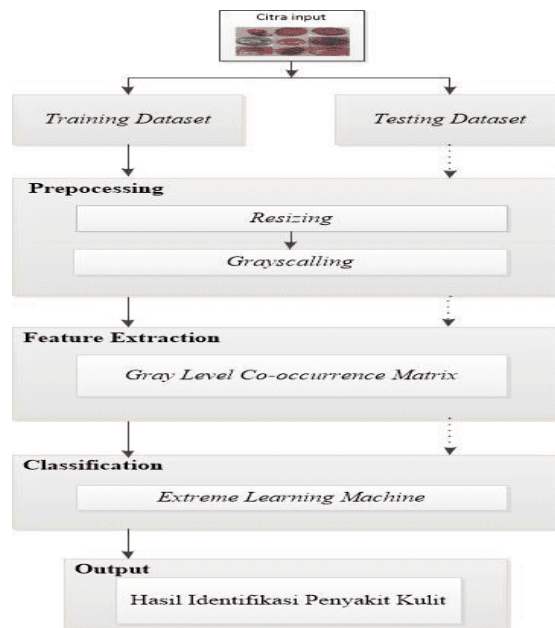 Citra input
Training Dataset
Testing Dataset
Prepocessing
Resizing
Grayscalling
Feature Extraction
Gray Level Co-occurrence Matrix
Classification
Extreme Learning Machine
Output
Hasil Identifikasi Penyakit Kulit